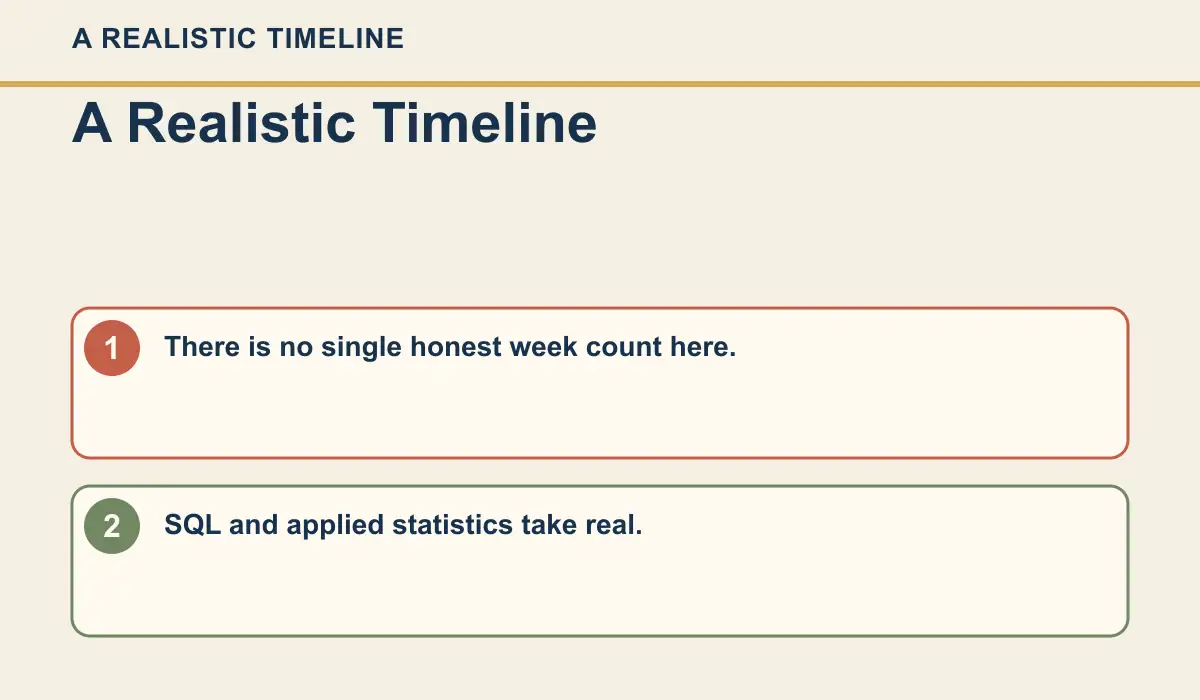 A REALISTIC TIMELINE
A Realistic Timeline
1 There is no single honest week count here.
2 SQL and applied statistics take real.